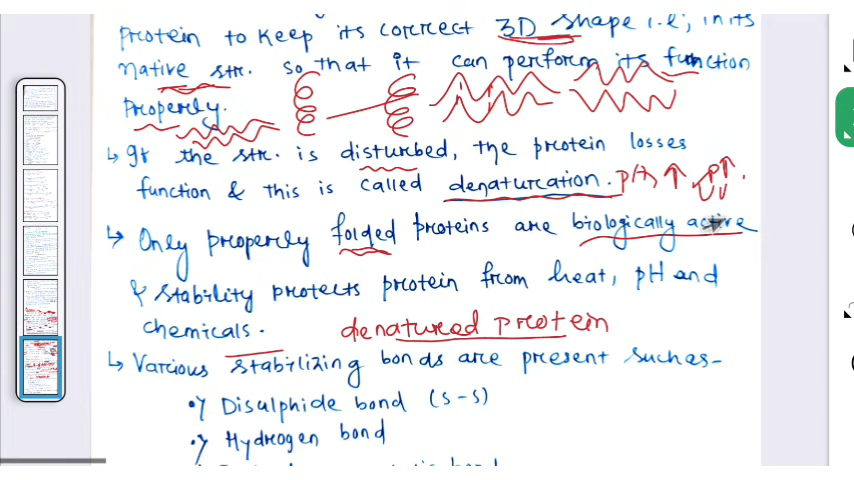 protein to keep its correct 3D shape i.e; in its
native str. so that it can perform its function
Properly.
↳ If the str. is disturbed, the protein losses
function & this is called denaturation. pH ↑
↳ Only properly folded proteins are biologically active
& stability protects protein from heat, pH and
chemicals. denatured protein
↳ Various stabilizing bonds are present such as-
•> Disulphide bond (S-S)
•> Hydrogen bond